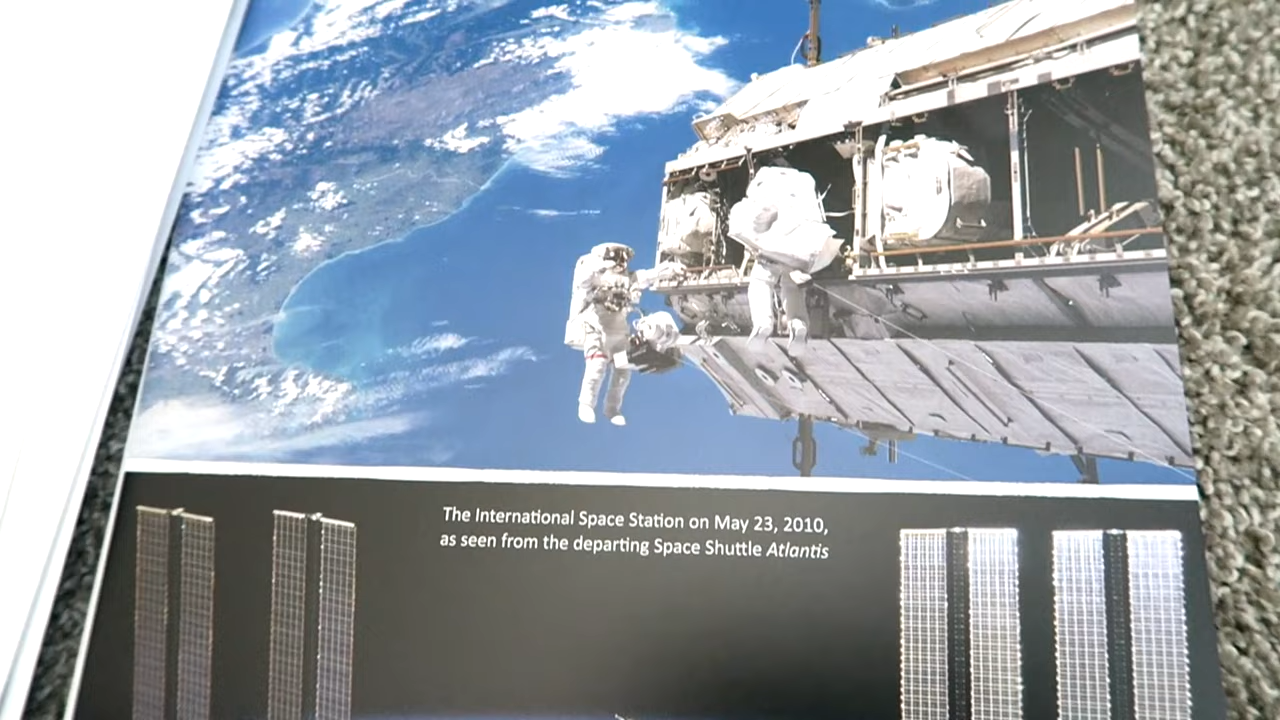 The International Space Station on May 23, 2010,
as seen from the departing Space Shuttle Atlantis